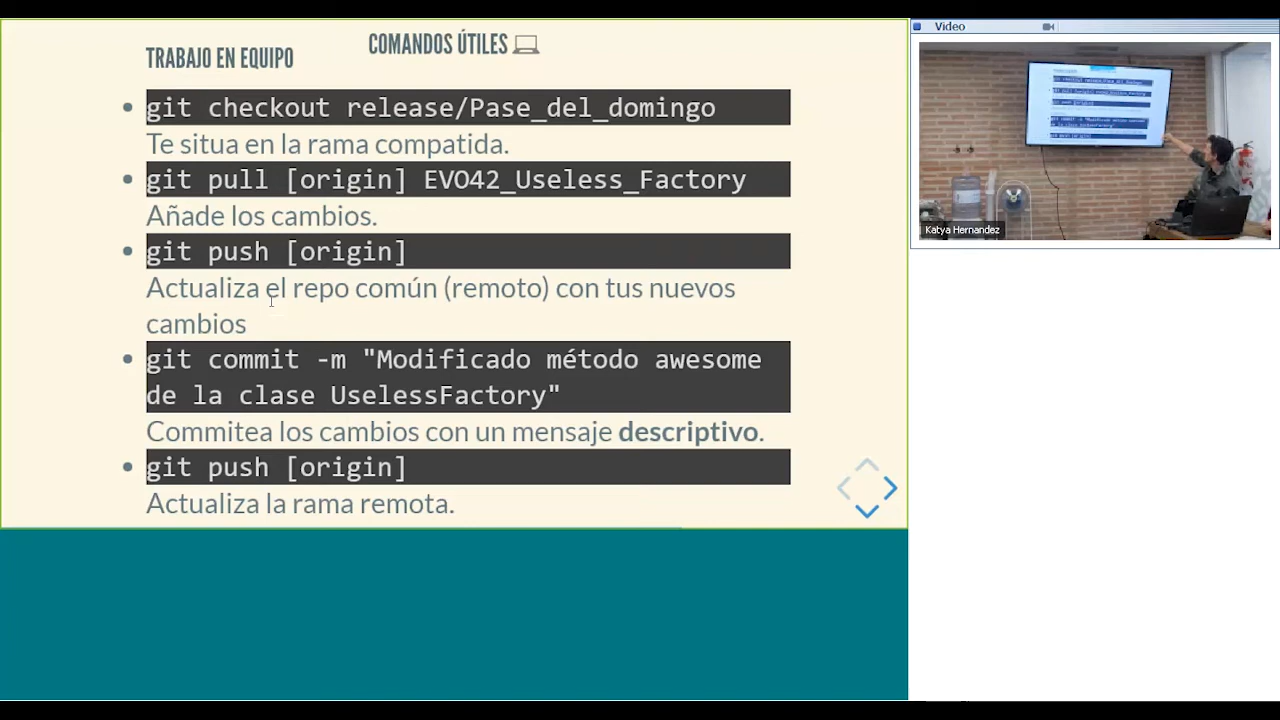 TRABAJO EN EQUIPO
COMANDOS ÚTILES
git checkout release/Pase_del_domingo
Te situa en la rama compatida.
git pull [origin] EVO42_Useless_Factory
Añade los cambios.
git push [origin]
Actualiza el repo común (remoto) con tus nuevos
cambios
git commit -m "Modificado método awesome
de la clase UselessFactory"
Commitea los cambios con un mensaje descriptivo.
git push [origin]
Actualiza la rama remota.
Video
Katya Hernandez